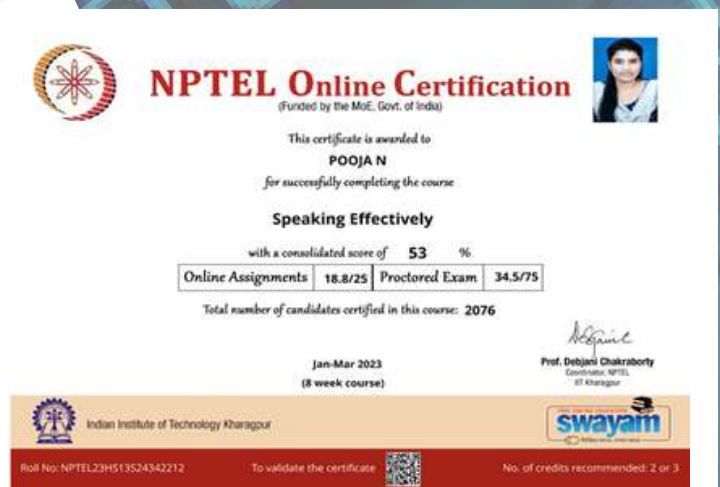 NPTEL Online Certification
(Funded by the MoE, Govt. of India)
This certificate is awarded to
POOJA N
for successfully completing the course
Speaking Effectively
with a consolidated score of 53 %
Online Assignments 18.8/25 Proctored Exam 34.5/75
Total number of candidates certified in this course: 2076
Jan-Mar 2023
(8 week course)
Prof. Debjani Chakraborty
Coordinator, NPTEL
IIT Kharagpur
Indian Institute of Technology Kharagpur
FREE ONLINE EDUCATION
swayam
Roll No: NPTEL23HS13S24342212
To validate the certificate
No. of credits recommended: 2 or 3